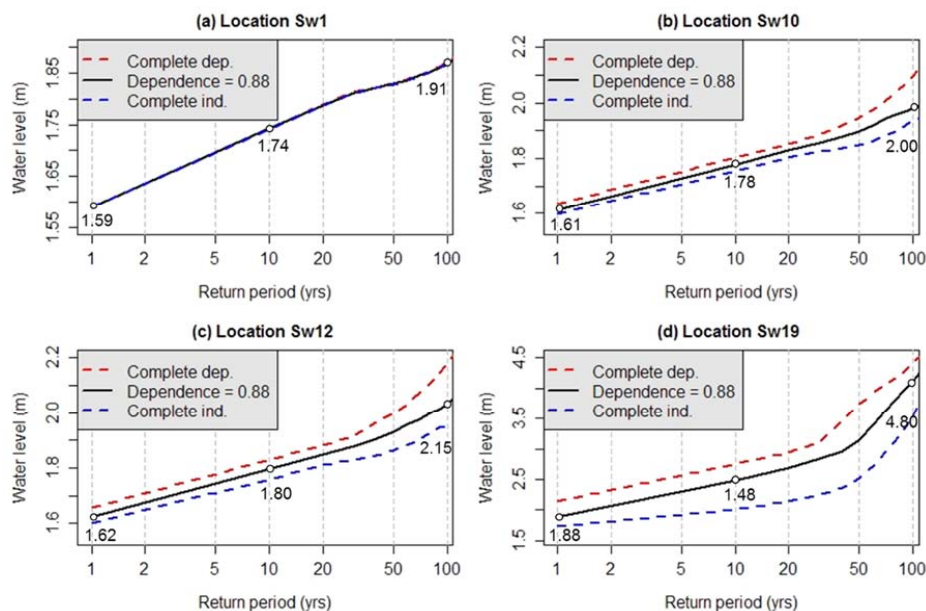 (a) Location Sw1
Water level (m)
1.85
1.75
1.65
1.55
Complete dep.
Dependence = 0.88
Complete ind.
1.59
1.74
1.91
1 2 5 10 20 50 100
Return period (yrs)
(b) Location Sw10
Water level (m)
2.2
2.0
1.8
1.6
Complete dep.
Dependence = 0.88
Complete ind.
1.61
1.78
2.00
1 2 5 10 20 50 100
Return period (yrs)
(c) Location Sw12
Water level (m)
2.2
2.0
1.8
1.6
Complete dep.
Dependence = 0.88
Complete ind.
1.62
1.80
2.15
1 2 5 10 20 50 100
Return period (yrs)
(d) Location Sw19
Water level (m)
4.5
3.5
2.5
1.5
Complete dep.
Dependence = 0.88
Complete ind.
1.88
1.48
4.80
1 2 5 10 20 50 100
Return period (yrs)